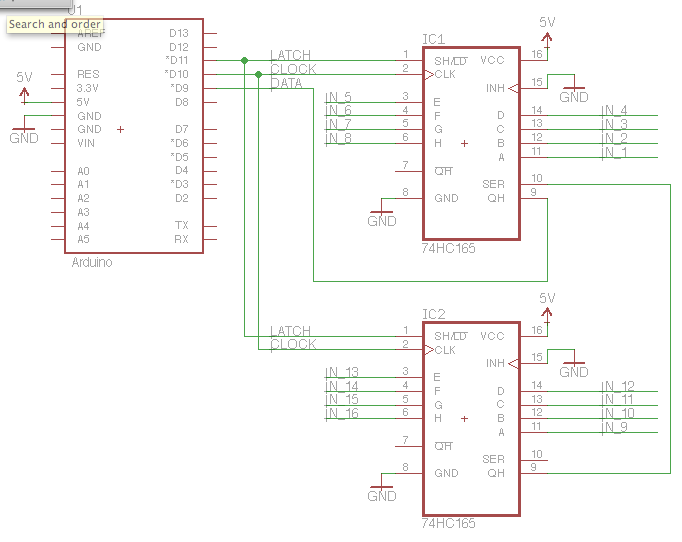 U1
Search and order
AREF
GND
RES
3.3V
5V
GND
GND
VIN
A0
A1
A2
A3
A4
A5
D13
D12
*D11
*D10
*D9
D8
D7
*D6
*D5
D4
*D3
D2
TX
RX
Arduino
5V
GND
LATCH
CLOCK
DATA
IC1
5V
1 SH/LD VCC 16
2 CLK
INH 15
GND
IN_5 3 E
IN_6 4 F D 14 IN_4
IN_7 5 G C 13 IN_3
IN_8 6 H B 12 IN_2
A 11 IN_1
7 QH
SER 10
8 GND QH 9
GND
74HC165
IC2
5V
LATCH 1 SH/LD VCC 16
CLOCK 2 CLK
INH 15
GND
IN_13 3 E
IN_14 4 F D 14 IN_12
IN_15 5 G C 13 IN_11
IN_16 6 H B 12 IN_10
A 11 IN_9
7 QH
SER 10
8 GND QH 9
GND
74HC165